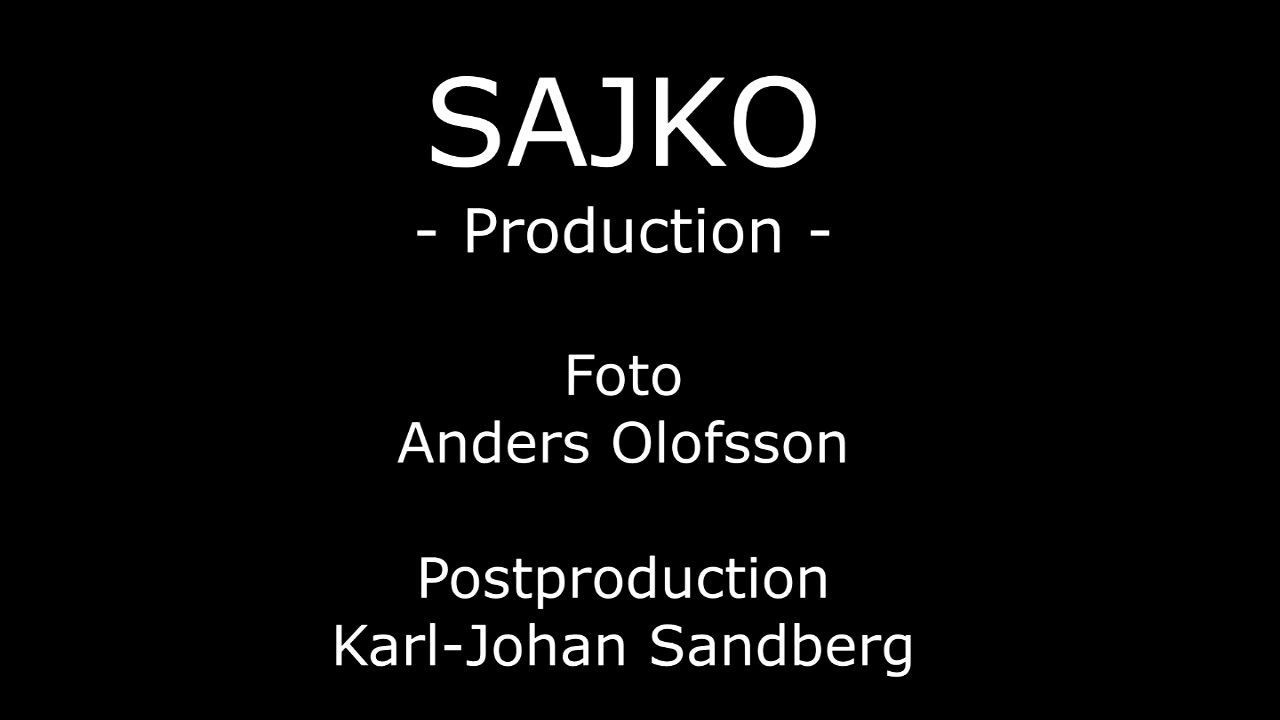 SAJKO
- Production -
Foto
Anders Olofsson
Postproduction
Karl-Johan Sandberg